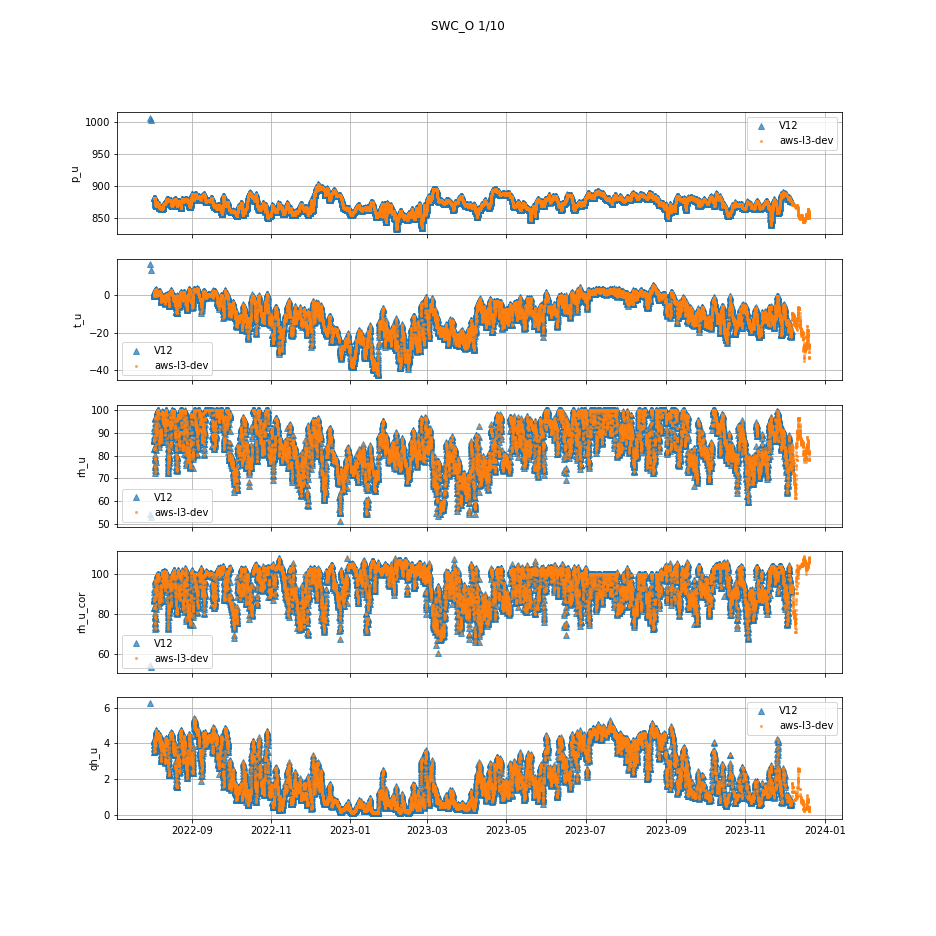 SWC_O 1/10
1000
950
900
850
p_u
V12
aws-l3-dev
0
−20
−40
t_u
V12
aws-l3-dev
100
90
80
70
60
50
rh_u
V12
aws-l3-dev
100
80
60
rh_u_cor
V12
aws-l3-dev
6
4
2
0
qh_u
V12
aws-l3-dev
2022-09
2022-11
2023-01
2023-03
2023-05
2023-07
2023-09
2023-11
2024-01